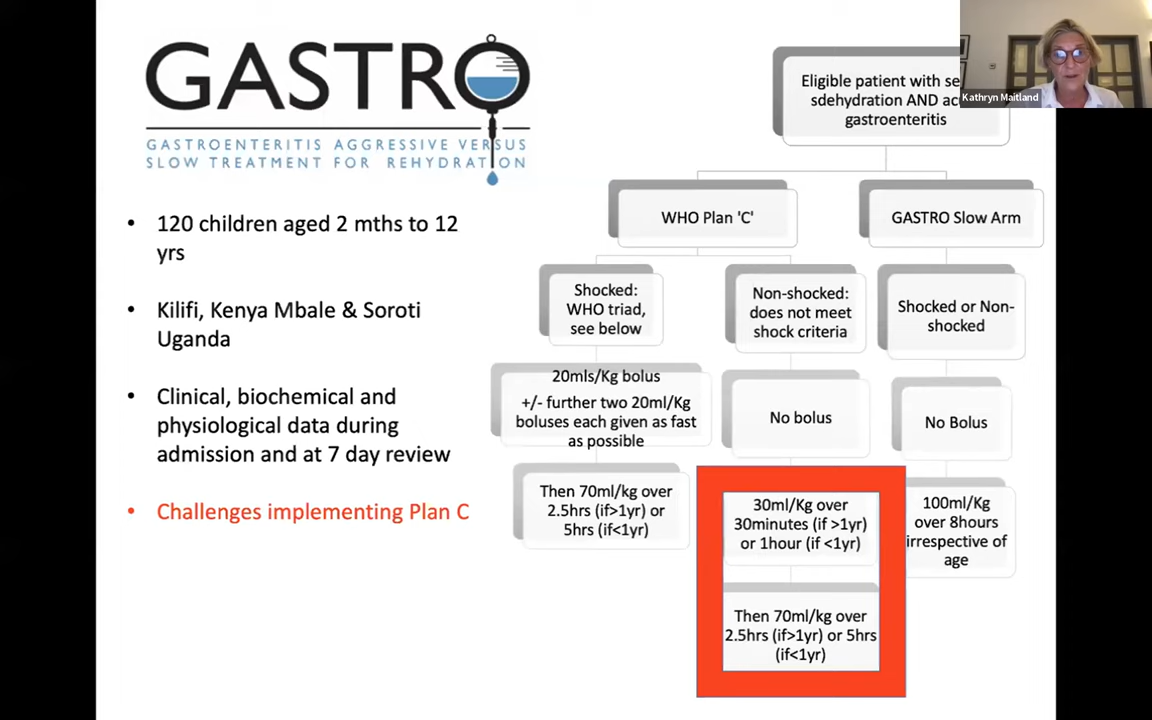 GASTRO
GASTROENTERITIS AGGRESSIVE VERSUS
SLOW TREATMENT FOR REHYDRATION
• 120 children aged 2 mths to 12
yrs
• Kilifi, Kenya Mbale & Soroti
Uganda
• Clinical, biochemical and
physiological data during
admission and at 7 day review
• Challenges implementing Plan C
Eligible patient with
sdehydration AND
gastroenteritis
Kathryn Maitland
WHO Plan 'C'
GASTRO Slow Arm
Shocked:
WHO triad,
see below
Non-shocked:
does not meet
shock criteria
Shocked or Non-
shocked
20mls/Kg bolus
+/- further two 20ml/Kg
boluses each given as fast
as possible
No bolus
No Bolus
Then 70ml/kg over
2.5hrs (if>1yr) or
5hrs (if<1yr)
30ml/Kg over
30minutes (if >1yr)
or 1hour (if <1yr)
100ml/Kg
over 8hours
irrespective of
age
Then 70ml/kg over
2.5hrs (if>1yr) or 5hrs
(if<1yr)